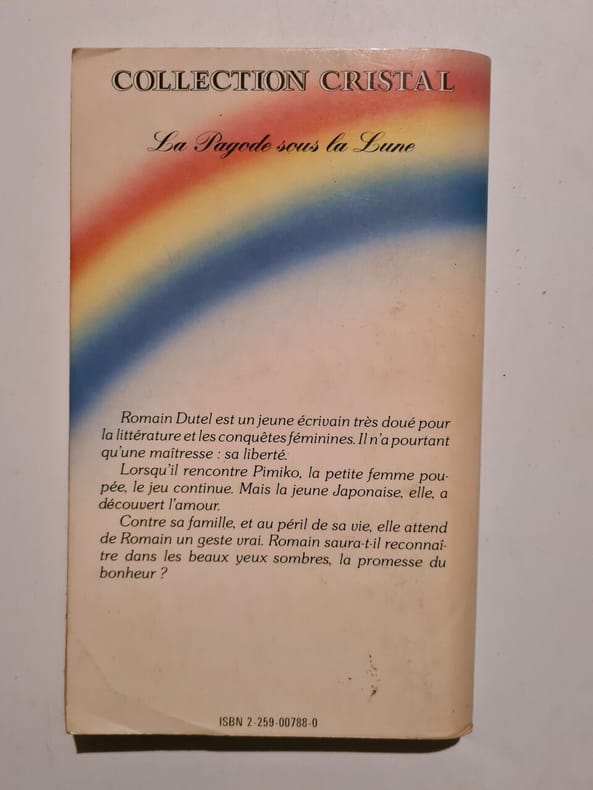 COLLECTION CRISTAL
La Pagode sous la Lune
Romain Dutel est un jeune écrivain très doué pour
la littérature et les conquêtes féminines. Il n'a pourtant
qu'une maîtresse : sa liberté.
Lorsqu'il rencontre Pimiko, la petite femme pou-
pée, le jeu continue. Mais la jeune Japonaise, elle, a
découvert l'amour.
Contre sa famille, et au péril de sa vie, elle attend
de Romain un geste vrai. Romain saura-t-il reconnaî-
tre dans les beaux yeux sombres, la promesse du
bonheur ?
ISBN 2-259-00788-0